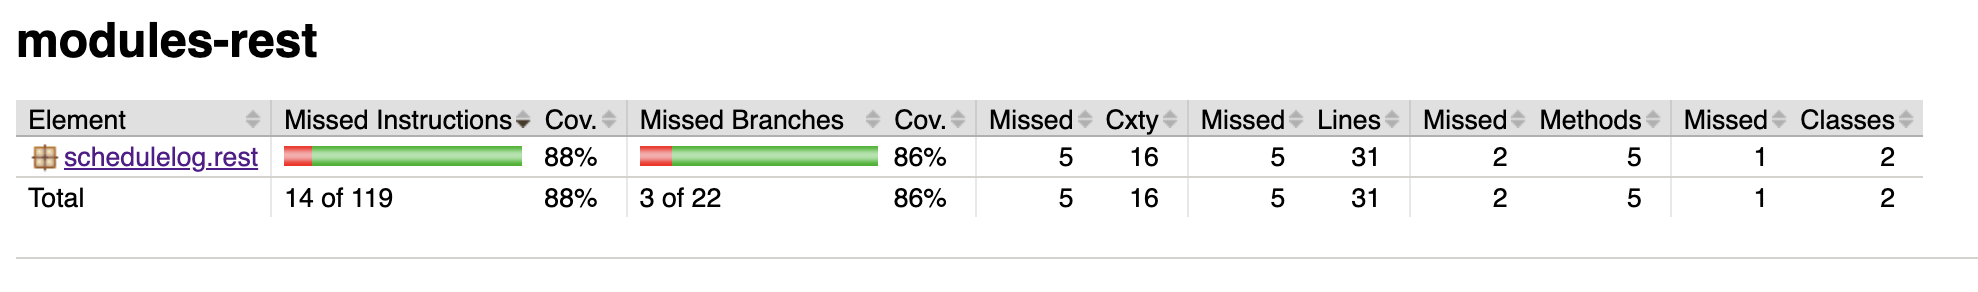 modules-rest
Element Missed Instructions Cov. Missed Branches Cov. Missed Cxty Missed Lines Missed Methods Missed Classes
schedulelog.rest 88% 86% 5 16 5 31 2 5 1 2
Total 14 of 119 88% 3 of 22 86% 5 16 5 31 2 5 1 2